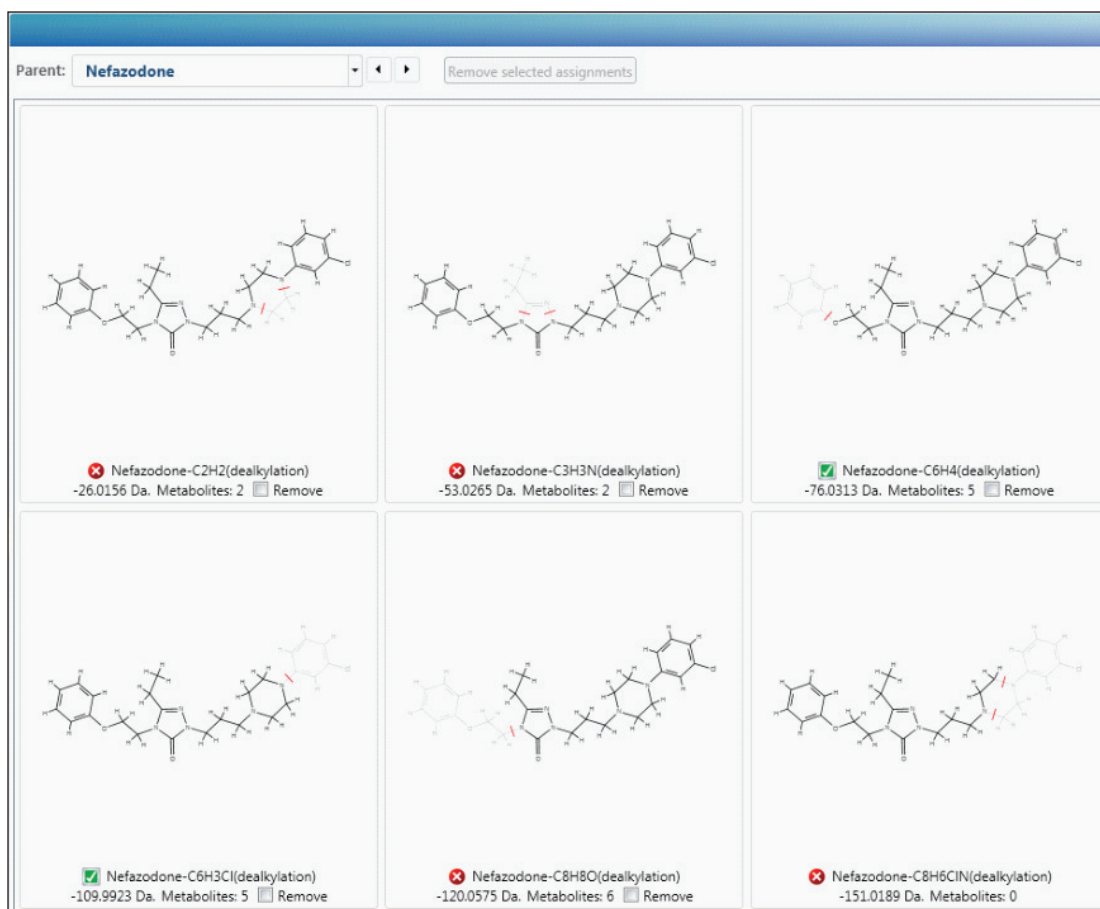 Parent: Nefazodone Remove selected assignments
Nefazodone-C2H2(dealkylation)
-26.0156 Da. Metabolites: 2 Remove
Nefazodone-C3H3N(dealkylation)
-53.0265 Da. Metabolites: 2 Remove
Nefazodone-C6H4(dealkylation)
-76.0313 Da. Metabolites: 5 Remove
Nefazodone-C6H3Cl(dealkylation)
-109.9923 Da. Metabolites: 5 Remove
Nefazodone-C8H8O(dealkylation)
-120.0575 Da. Metabolites: 6 Remove
Nefazodone-C8H6ClN(dealkylation)
-151.0189 Da. Metabolites: 0